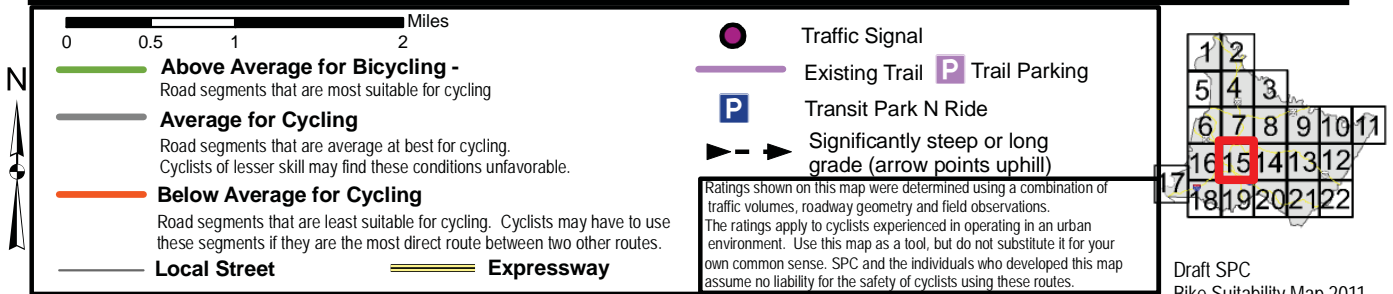 Miles
0 0.5 1 2
N
Above Average for Bicycling -
Road segments that are most suitable for cycling
Average for Cycling
Road segments that are average at best for cycling.
Cyclists of lesser skill may find these conditions unfavorable.
Below Average for Cycling
Road segments that are least suitable for cycling. Cyclists may have to use
these segments if they are the most direct route between two other routes.
Local Street Expressway
Traffic Signal
Existing Trail P Trail Parking
P Transit Park N Ride
Significantly steep or long
grade (arrow points uphill)
Ratings shown on this map were determined using a combination of
traffic volumes, roadway geometry and field observations.
The ratings apply to cyclists experienced in operating in an urban
environment. Use this map as a tool, but do not substitute it for your
own common sense. SPC and the individuals who developed this map
assume no liability for the safety of cyclists using these routes.
1 2
5 4 3
6 7 8 9 10 11
16 15 14 13 12
17
18 19 20 21 22
Draft SPC
Bike Suitability Map 2011